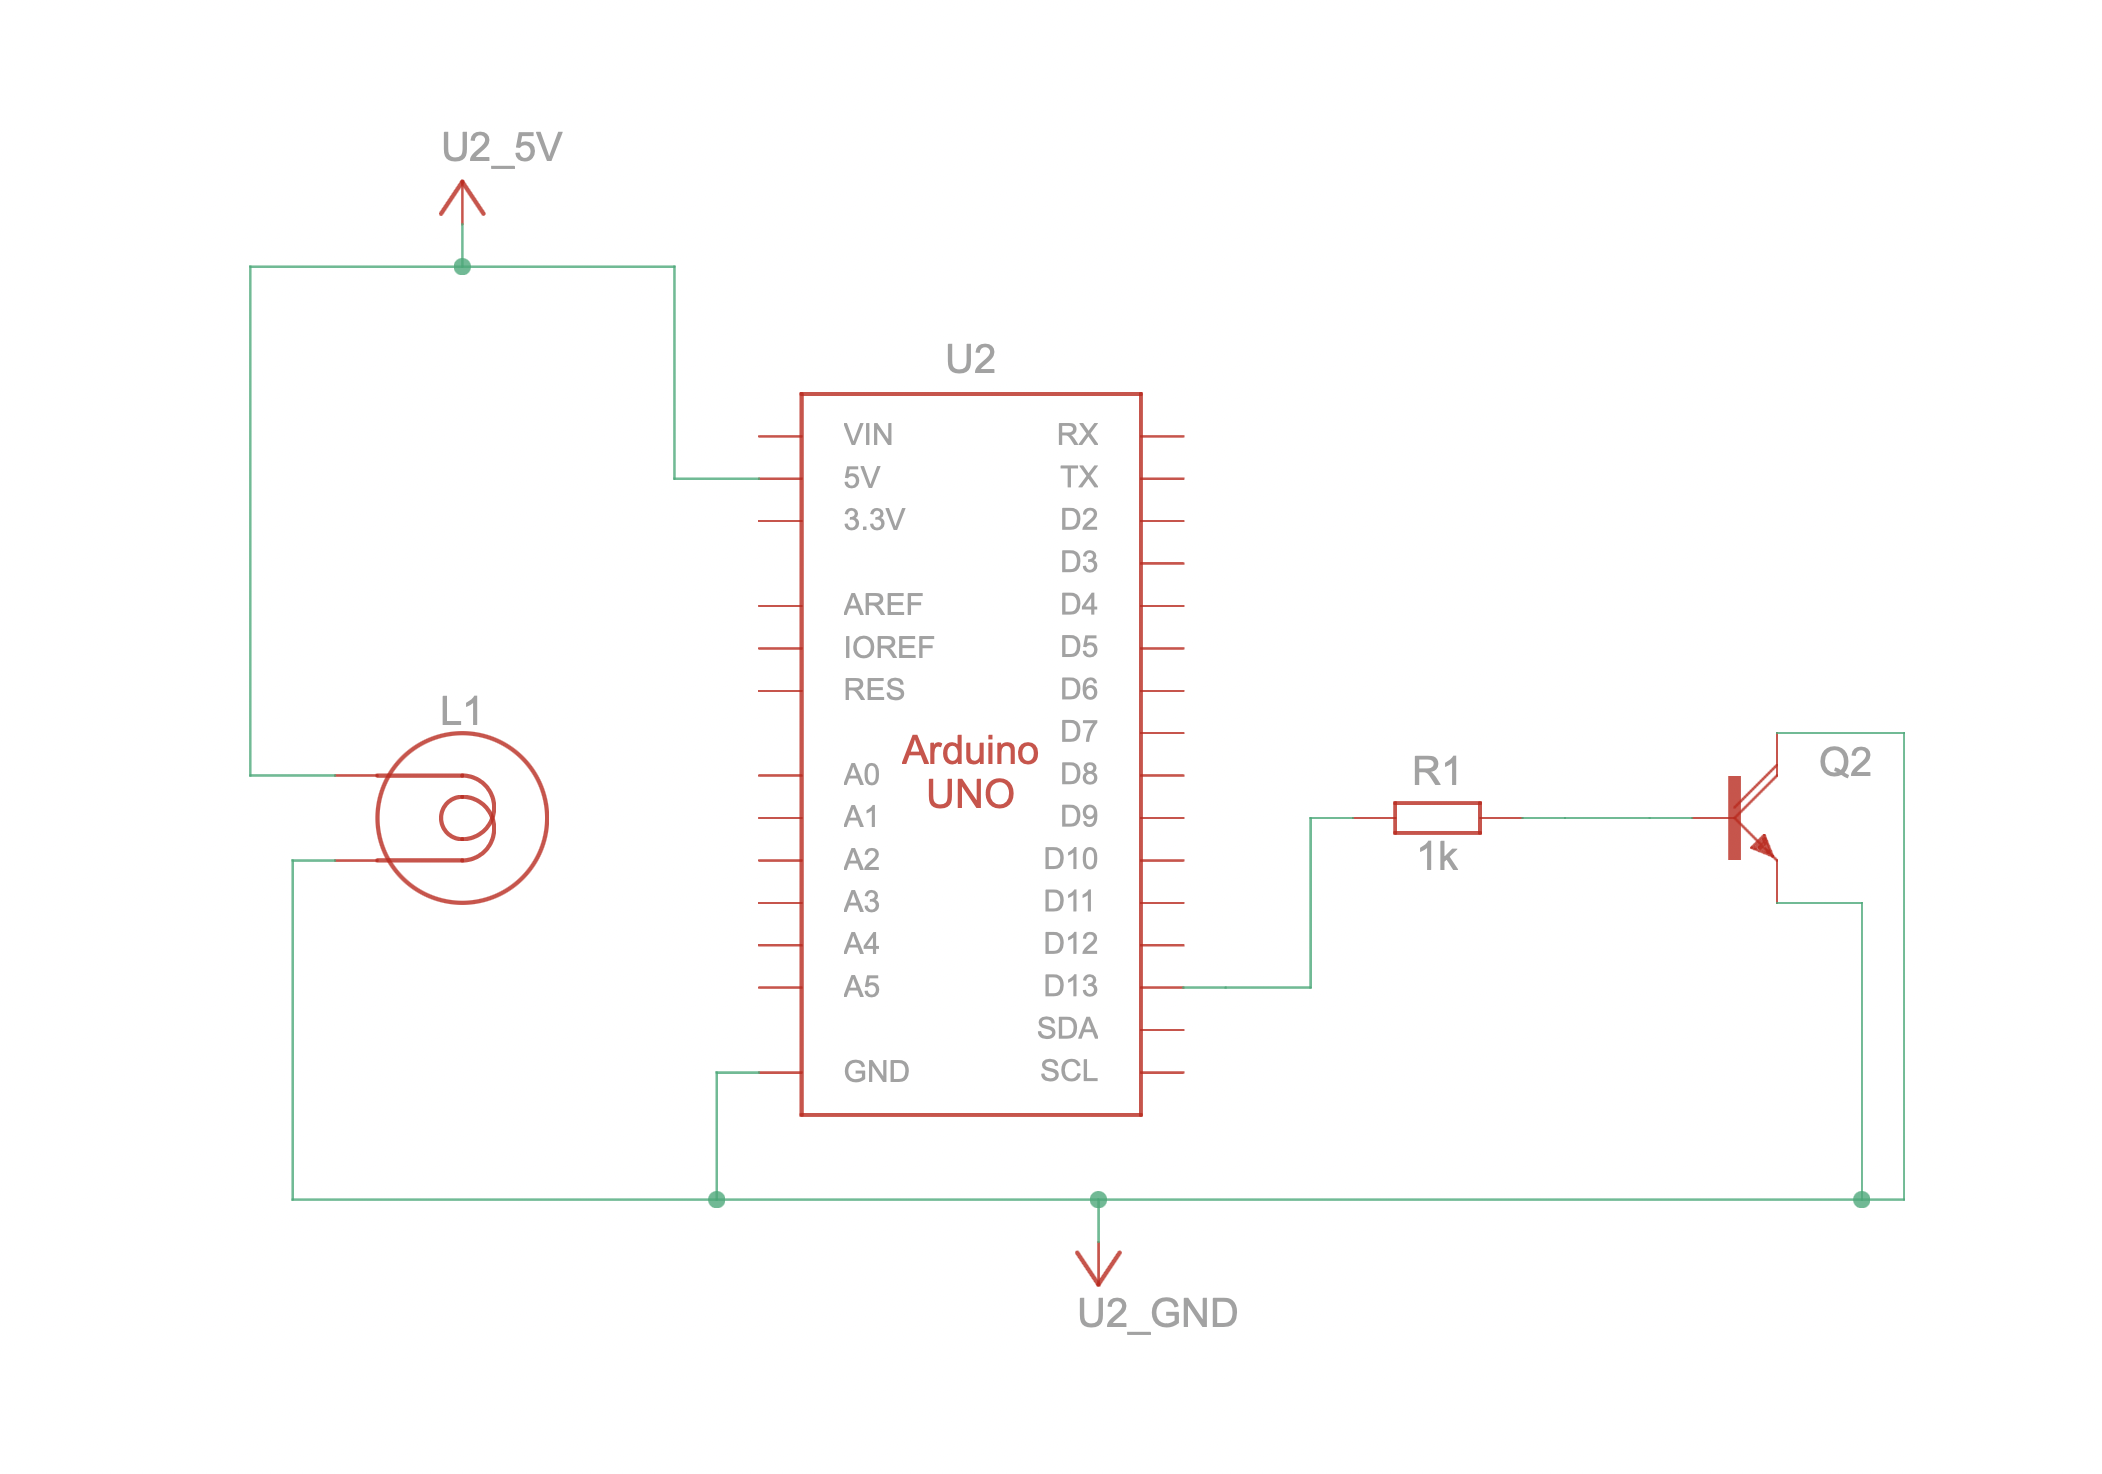 U2_5V
U2
VIN RX
5V TX
3.3V D2
D3
AREF D4
IOREF D5
RES D6
D7
L1
Arduino
UNO
A0 D8
A1 D9
A2 D10
A3 D11
A4 D12
A5 D13
SDA
GND SCL
R1
1k
Q2
U2_GND